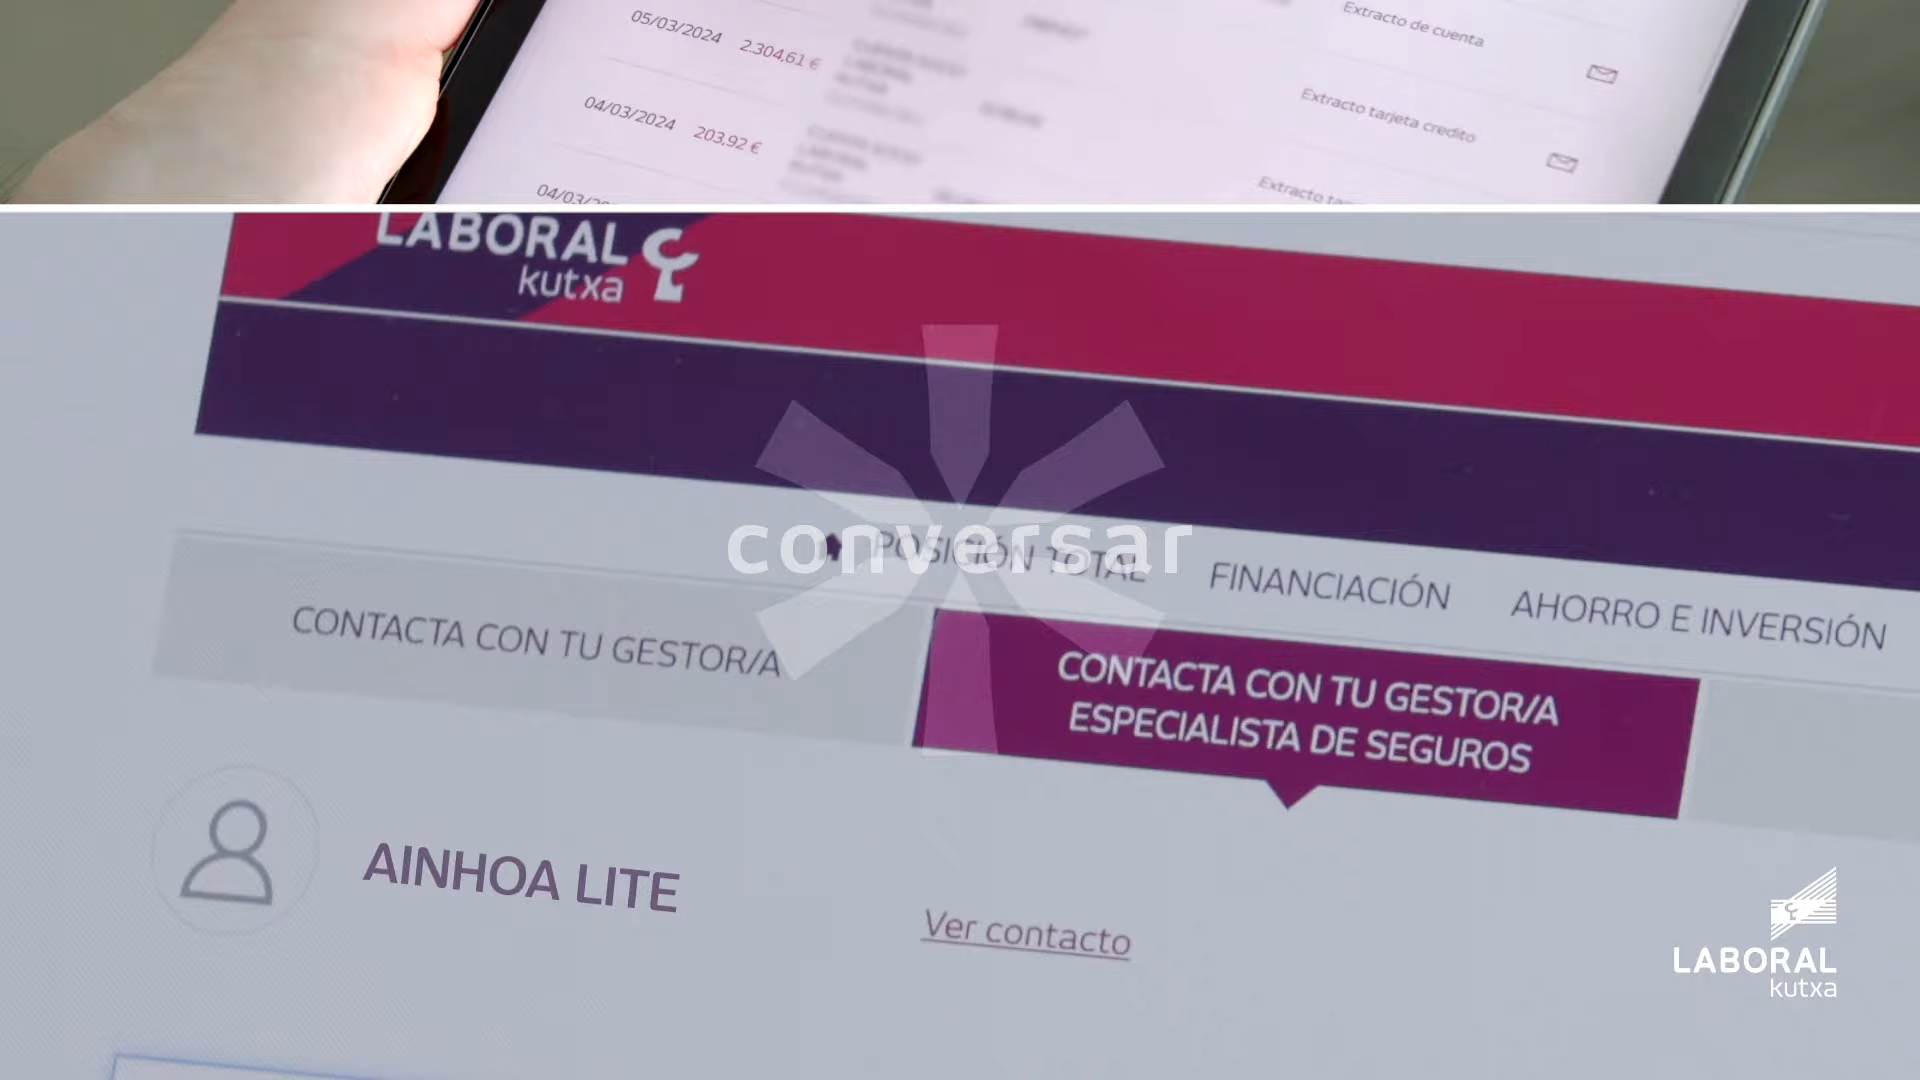 05/03/2024 2.304,61 €
Extracto de cuenta
04/03/2024 203,92 €
Extracto tarjeta credito
LABORAL
kutxa
conversar
POSICIÓN TOTAL
FINANCIACIÓN
AHORRO E INVERSIÓN
CONTACTA CON TU GESTOR/A
CONTACTA CON TU GESTOR/A
ESPECIALISTA DE SEGUROS
AINHOA LITE
Ver contacto
LABORAL
kutxa